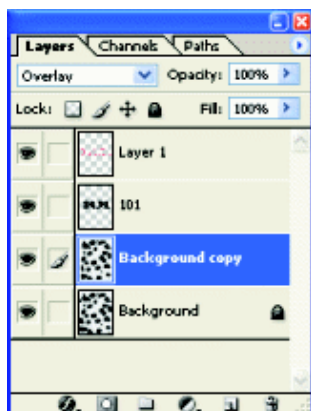 Layers Channels Paths
Overlay Opacity: 100%
Lock: Fill: 100%
Layer 1
101
Background copy
Background